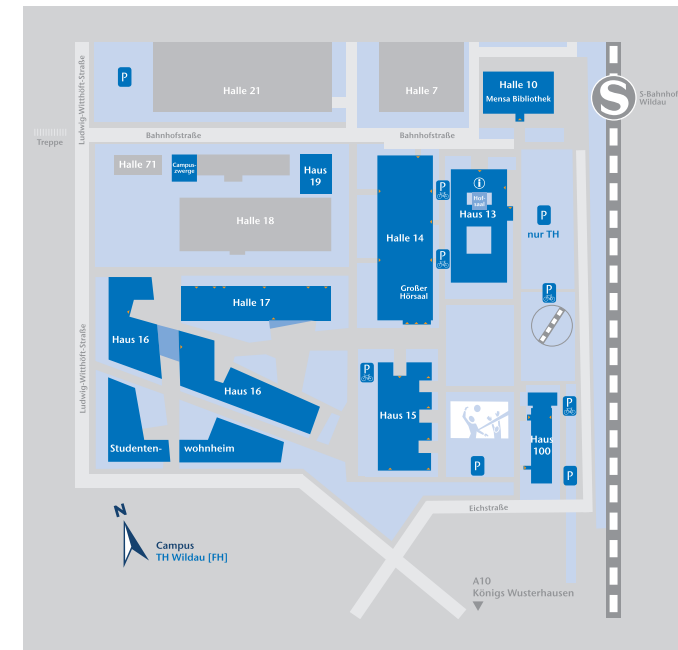 P
Halle 21
Halle 7
Halle 10
Mensa Bibliothek
S
S-Bahnhof
Wildau
Ludwig-Witthöft-Straße
Treppe
Bahnhofstraße
Bahnhofstraße
Halle 71
Campus-
zwerge
Haus
19
Halle 18
Halle 14
Großer
Hörsaal
P
P
i
Hof-
saal
Haus 13
P
nur TH
P
Halle 17
Haus 16
Haus 16
Ludwig-Witthöft-Straße
P
Haus 15
P
Haus
100
P
P
Studenten-
wohnheim
Eichstraße
N
Campus
TH Wildau [FH]
A10
Königs Wusterhausen